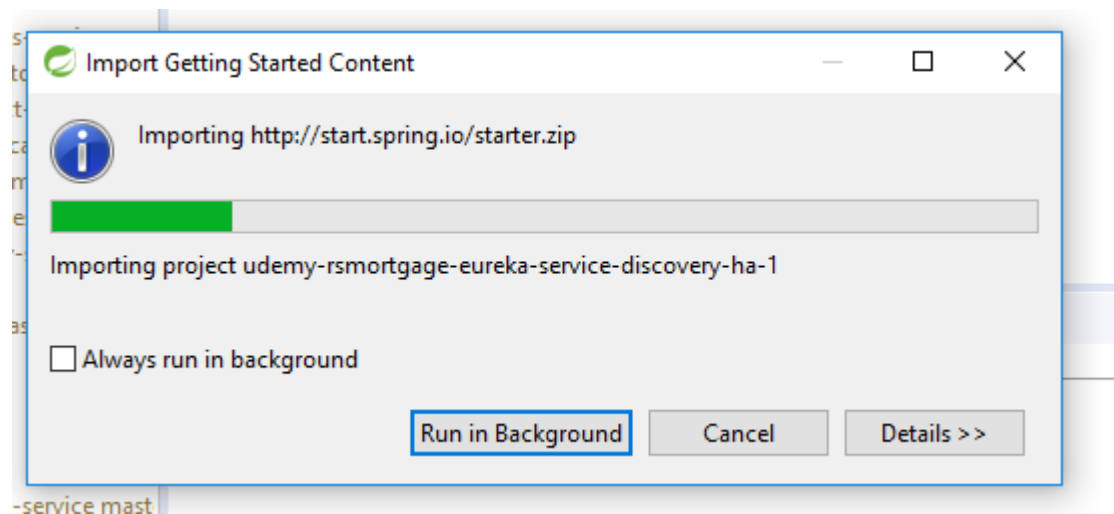 Import Getting Started Content
Importing http://start.spring.io/starter.zip
Importing project udemy-rsmortgage-eureka-service-discovery-ha-1
Always run in background
Run in Background Cancel Details >>
-service mast